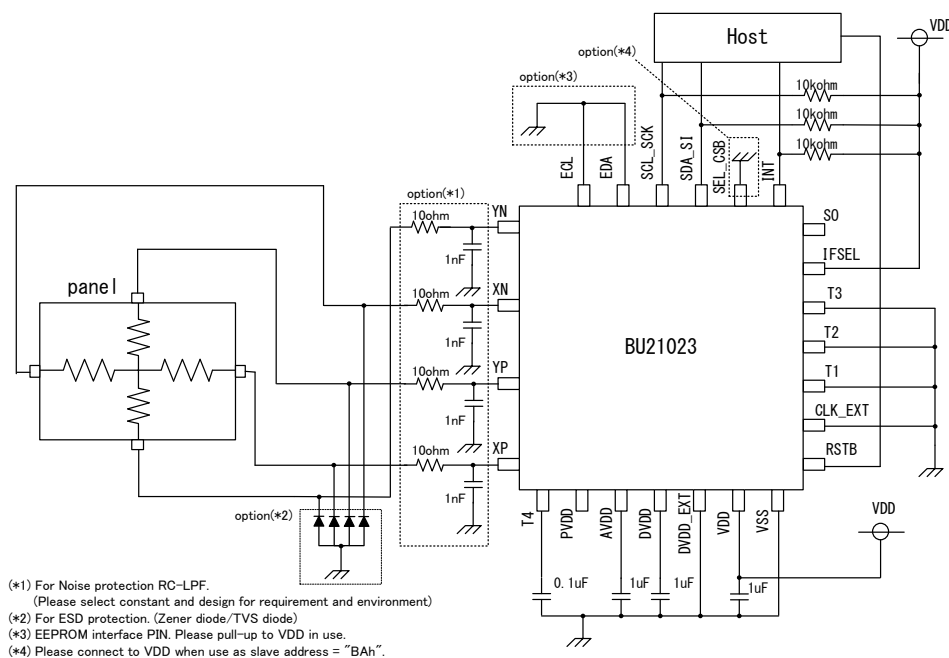 Host
VDD
option(*4)
option(*3)
10kohm
10kohm
10kohm
ECL
EDA
SCL_SCK
SDA_SI
SEL_CSB
INT
option(*1)
10ohm
YN
1nF
10ohm
XN
1nF
10ohm
YP
1nF
10ohm
XP
1nF
panel
BU21023
SO
IFSEL
T3
T2
T1
CLK_EXT
RSTB
option(*2)
T4
PVDD
AVDD
DVDD
DVDD_EXT
VDD
VSS
VDD
0.1uF
1uF
1uF
1uF
(*1) For Noise protection RC-LPF.
(Please select constant and design for requirement and environment)
(*2) For ESD protection. (Zener diode/TVS diode)
(*3) EEPROM interface PIN. Please pull-up to VDD in use.
(*4) Please connect to VDD when use as slave address = "BAh".